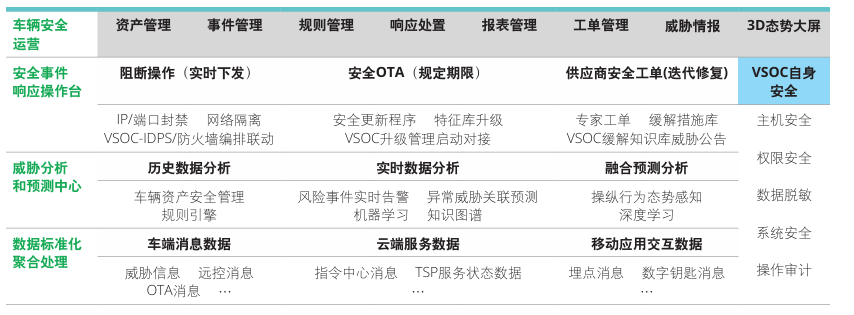 车辆安全
运营
资产管理 事件管理 规则管理 响应处置 报表管理 工单管理 威胁情报 3D态势大屏
安全事件
响应操作台
阻断操作（实时下发） 安全OTA（规定期限） 供应商安全工单(迭代修复)
VSOC自身
安全
IP/端口封禁 网络隔离
VSOC-IDPS/防火墙编排联动
安全更新程序 特征库升级
VSOC升级管理启动对接
专家工单 缓解措施库
VSOC缓解知识库威胁公告
主机安全
权限安全
数据脱敏
系统安全
操作审计
威胁分析
和预测中心
历史数据分析 实时数据分析 融合预测分析
车辆资产安全管理
规则引擎
风险事件实时告警 异常威胁关联预测
机器学习 知识图谱
操纵行为态势感知
深度学习
数据标准化
聚合处理
车端消息数据 云端服务数据 移动应用交互数据
威胁信息 远控消息
OTA消息 …
指令中心消息 TSP服务状态数据
…
埋点消息 数字钥匙消息
…